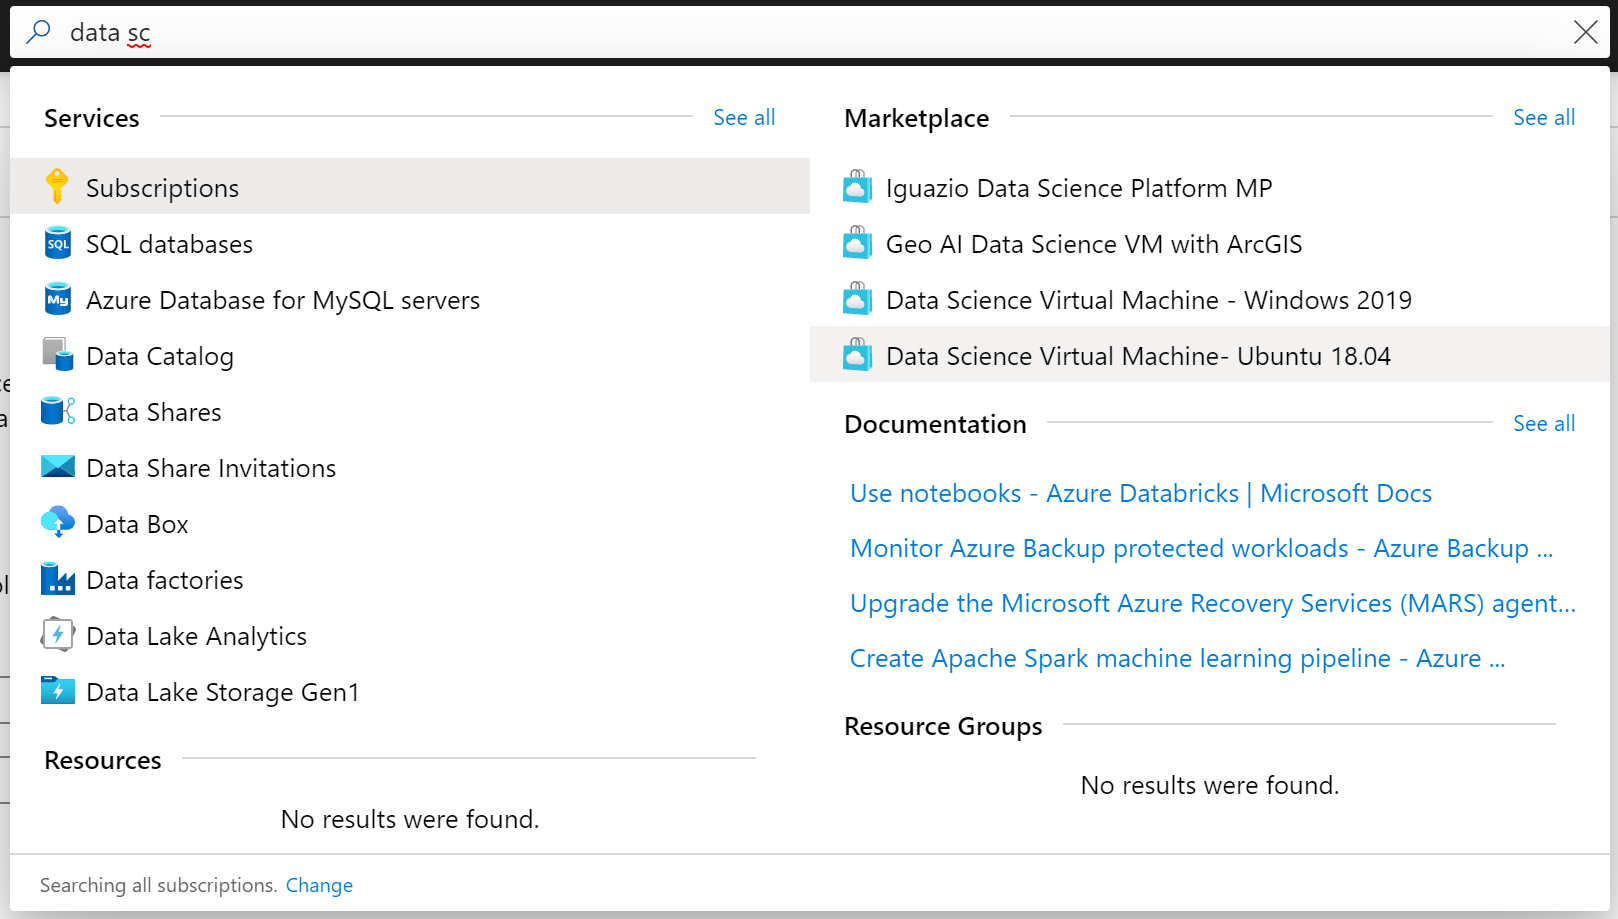 data sc
Services
See all
Subscriptions
SQL
SQL databases
My
Azure Database for MySQL servers
Data Catalog
Data Shares
Data Share Invitations
Data Box
Data factories
Data Lake Analytics
Data Lake Storage Gen1
Resources
No results were found.
Marketplace
See all
Iguazio Data Science Platform MP
Geo AI Data Science VM with ArcGIS
Data Science Virtual Machine - Windows 2019
Data Science Virtual Machine- Ubuntu 18.04
Documentation
See all
Use notebooks - Azure Databricks | Microsoft Docs
Monitor Azure Backup protected workloads - Azure Backup ...
Upgrade the Microsoft Azure Recovery Services (MARS) agent...
Create Apache Spark machine learning pipeline - Azure ...
Resource Groups
No results were found.
Searching all subscriptions. Change